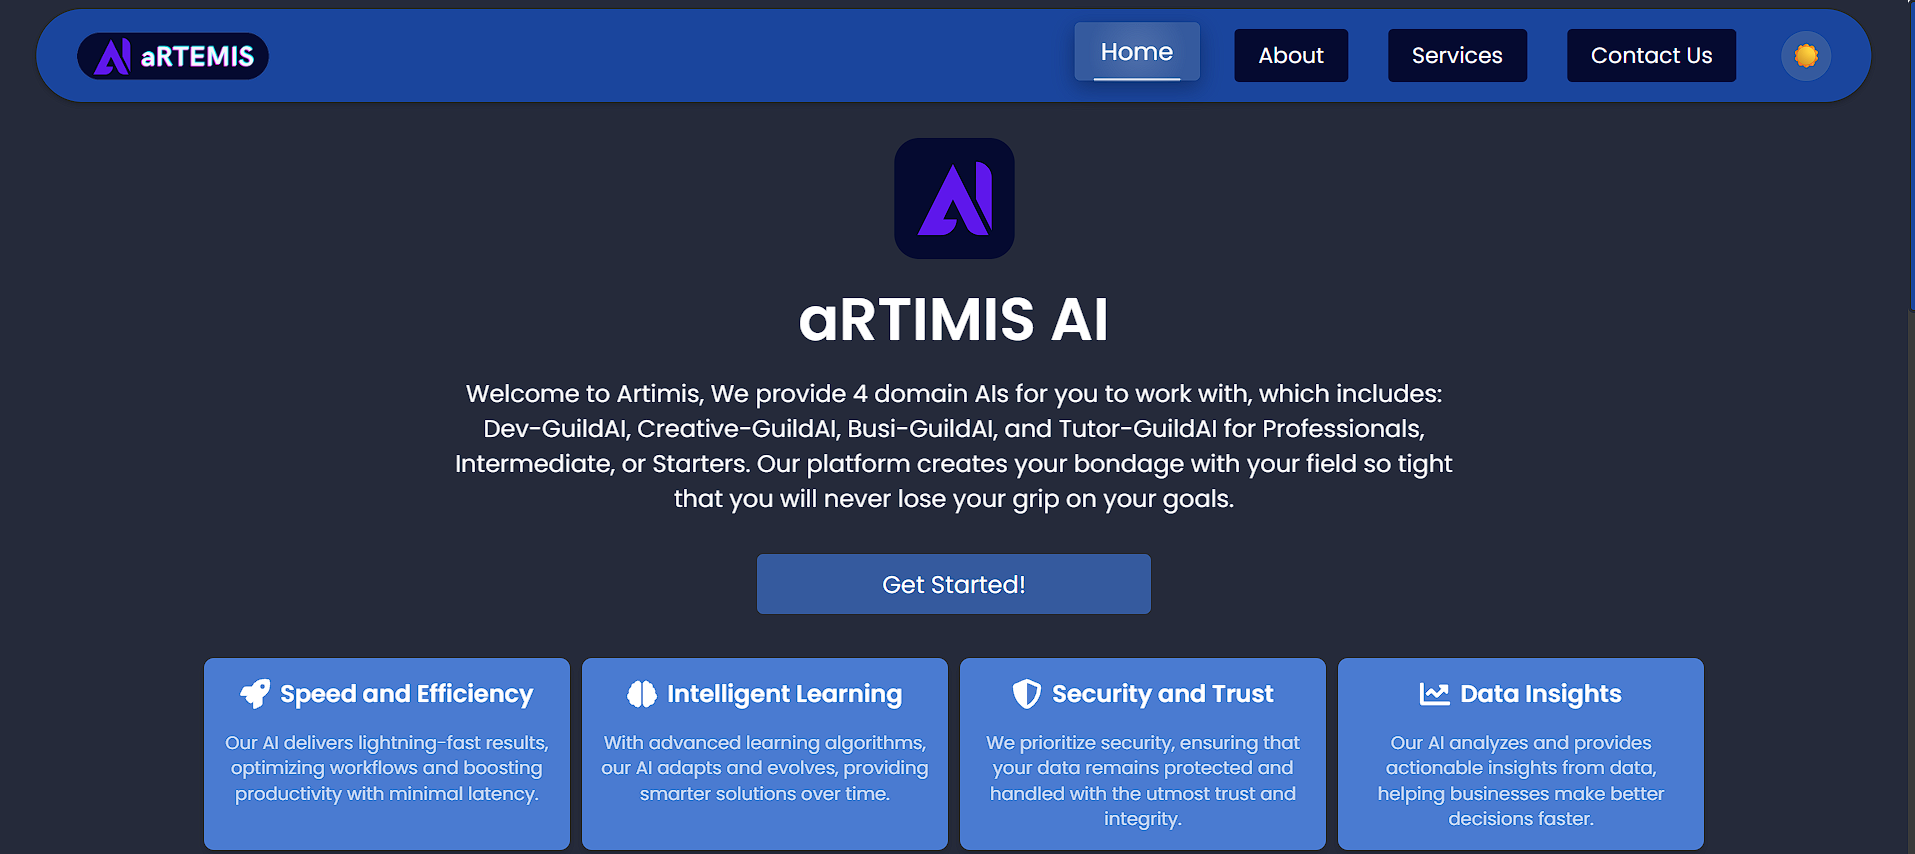 aRTEMIS
Home
About
Services
Contact Us
aRTIMIS AI
Welcome to Artimis, We provide 4 domain AIs for you to work with, which includes:
Dev-GuildAI, Creative-GuildAI, Busi-GuildAI, and Tutor-GuildAI for Professionals,
Intermediate, or Starters. Our platform creates your bondage with your field so tight
that you will never lose your grip on your goals.
Get Started!
Speed and Efficiency
Our AI delivers lightning-fast results,
optimizing workflows and boosting
productivity with minimal latency.
Intelligent Learning
With advanced learning algorithms,
our AI adapts and evolves, providing
smarter solutions over time.
Security and Trust
We prioritize security, ensuring that
your data remains protected and
handled with the utmost trust and
integrity.
Data Insights
Our AI analyzes and provides
actionable insights from data,
helping businesses make better
decisions faster.